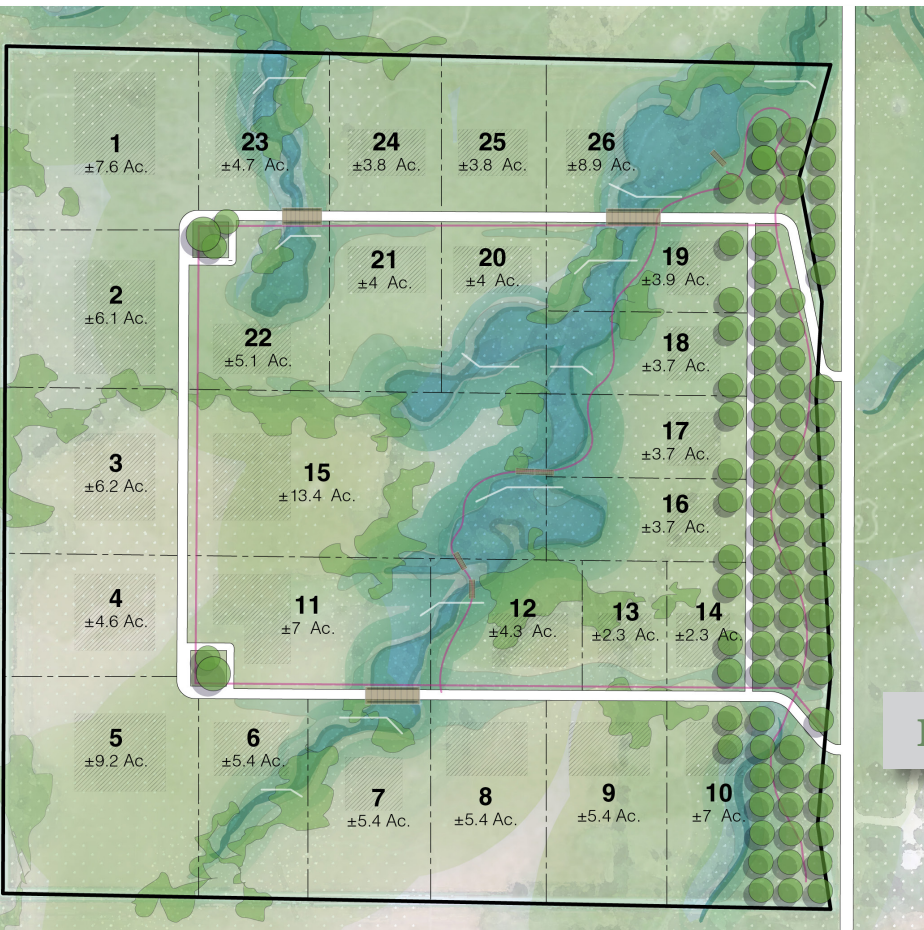 1
±7.6 Ac.
23
±4.7 Ac.
24
±3.8 Ac.
25
±3.8 Ac.
26
±8.9 Ac.
2
±6.1 Ac.
22
±5.1 Ac.
21
±4 Ac.
20
±4 Ac.
19
±3.9 Ac.
18
±3.7 Ac.
17
±3.7 Ac.
16
±3.7 Ac.
3
±6.2 Ac.
15
±13.4 Ac.
4
±4.6 Ac.
11
±7 Ac.
12
±4.3 Ac.
13
±2.3 Ac.
14
±2.3 Ac.
5
±9.2 Ac.
6
±5.4 Ac.
7
±5.4 Ac.
8
±5.4 Ac.
9
±5.4 Ac.
10
±7 Ac.